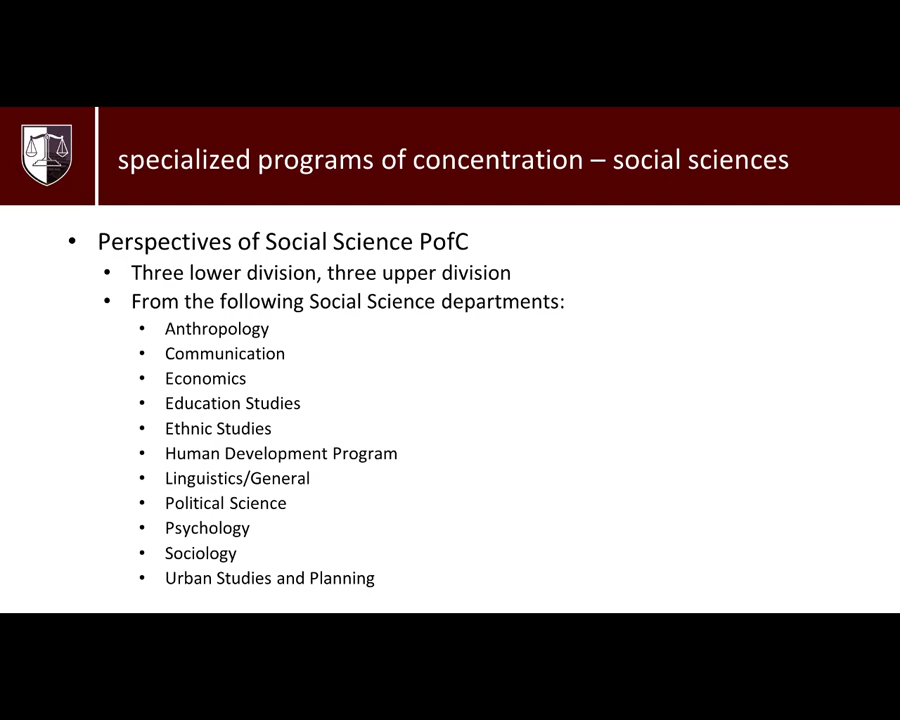 specialized programs of concentration – social sciences
• Perspectives of Social Science PofC
• Three lower division, three upper division
• From the following Social Science departments:
• Anthropology
• Communication
• Economics
• Education Studies
• Ethnic Studies
• Human Development Program
• Linguistics/General
• Political Science
• Psychology
• Sociology
• Urban Studies and Planning